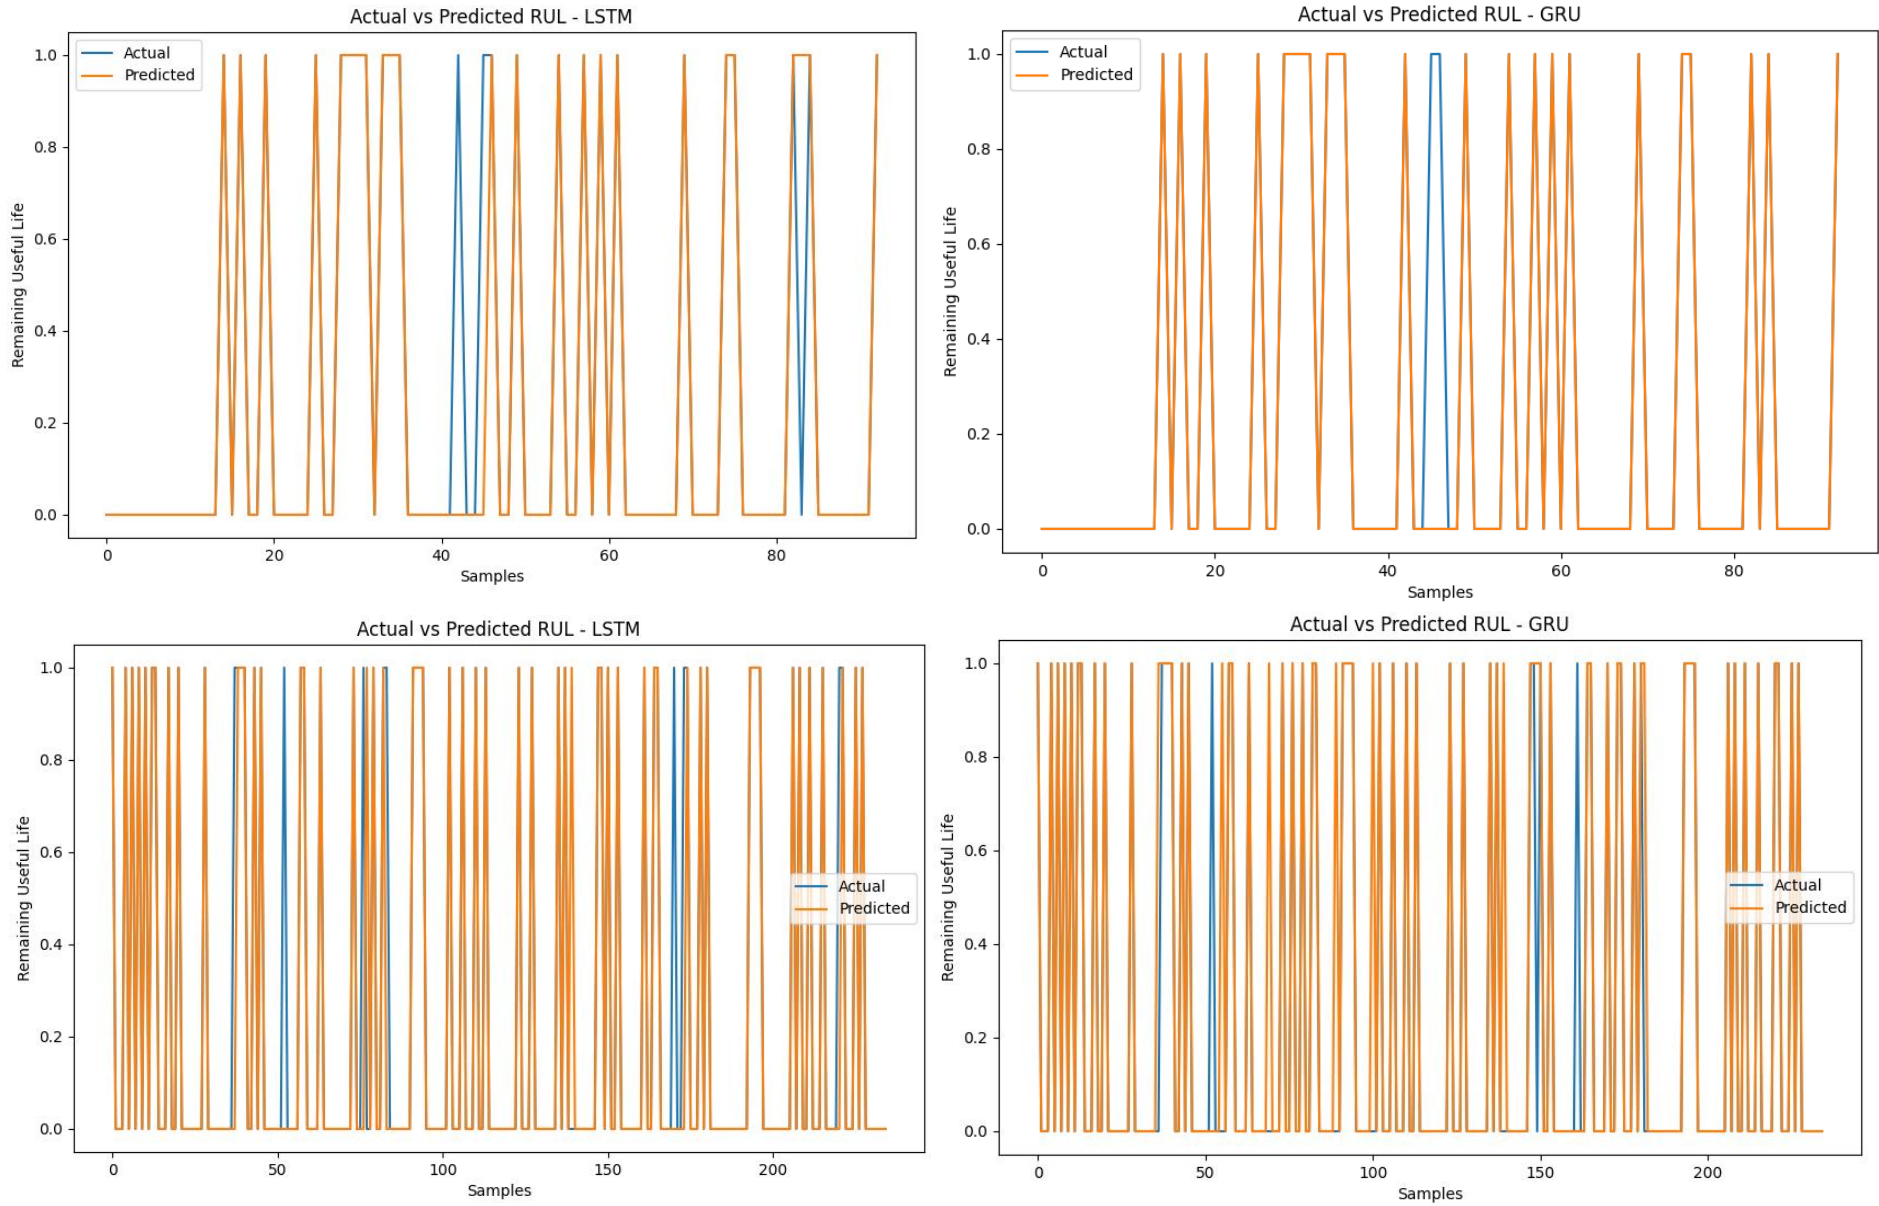 Actual vs Predicted RUL - LSTM
Actual
Predicted
1.0
0.8
0.6
0.4
0.2
0.0
Remaining Useful Life
0 20 40 60 80
Samples
Actual vs Predicted RUL - GRU
Actual
Predicted
1.0
0.8
0.6
0.4
0.2
0.0
Remaining Useful Life
0 20 40 60 80
Samples
Actual vs Predicted RUL - LSTM
1.0
0.8
0.6
0.4
0.2
0.0
Remaining Useful Life
Actual
Predicted
0 50 100 150 200
Samples
Actual vs Predicted RUL - GRU
1.0
0.8
0.6
0.4
0.2
0.0
Remaining Useful Life
Actual
Predicted
0 50 100 150 200
Samples